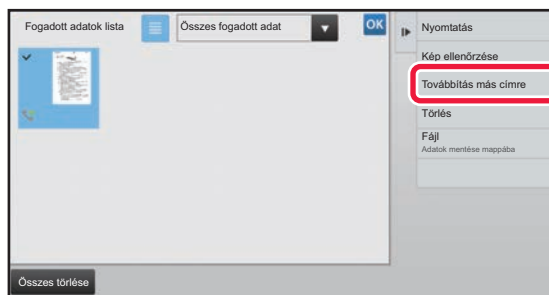 Fogadott adatok lista
Összes fogadott adat
OK
Nyomtatás
Kép ellenőrzése
Továbbítás más címre
Törlés
Fájl
Adatok mentése mappába
Összes törlése